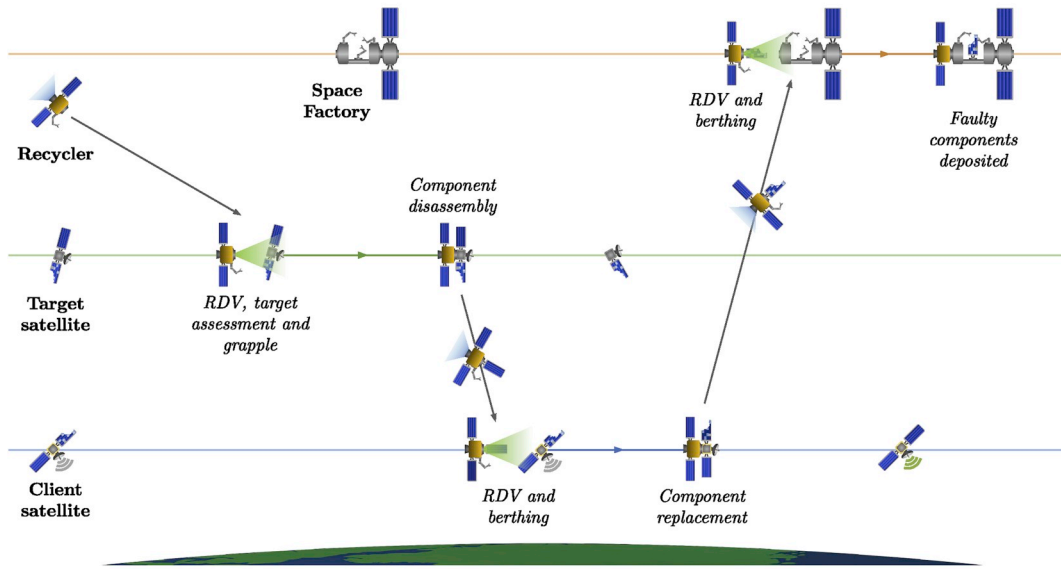 Space
Factory
RDV and
berthing
Faulty
components
deposited
Recycler
Component
disassembly
Target
satellite
RDV, target
assessment and
grapple
Client
satellite
RDV and
berthing
Component
replacement